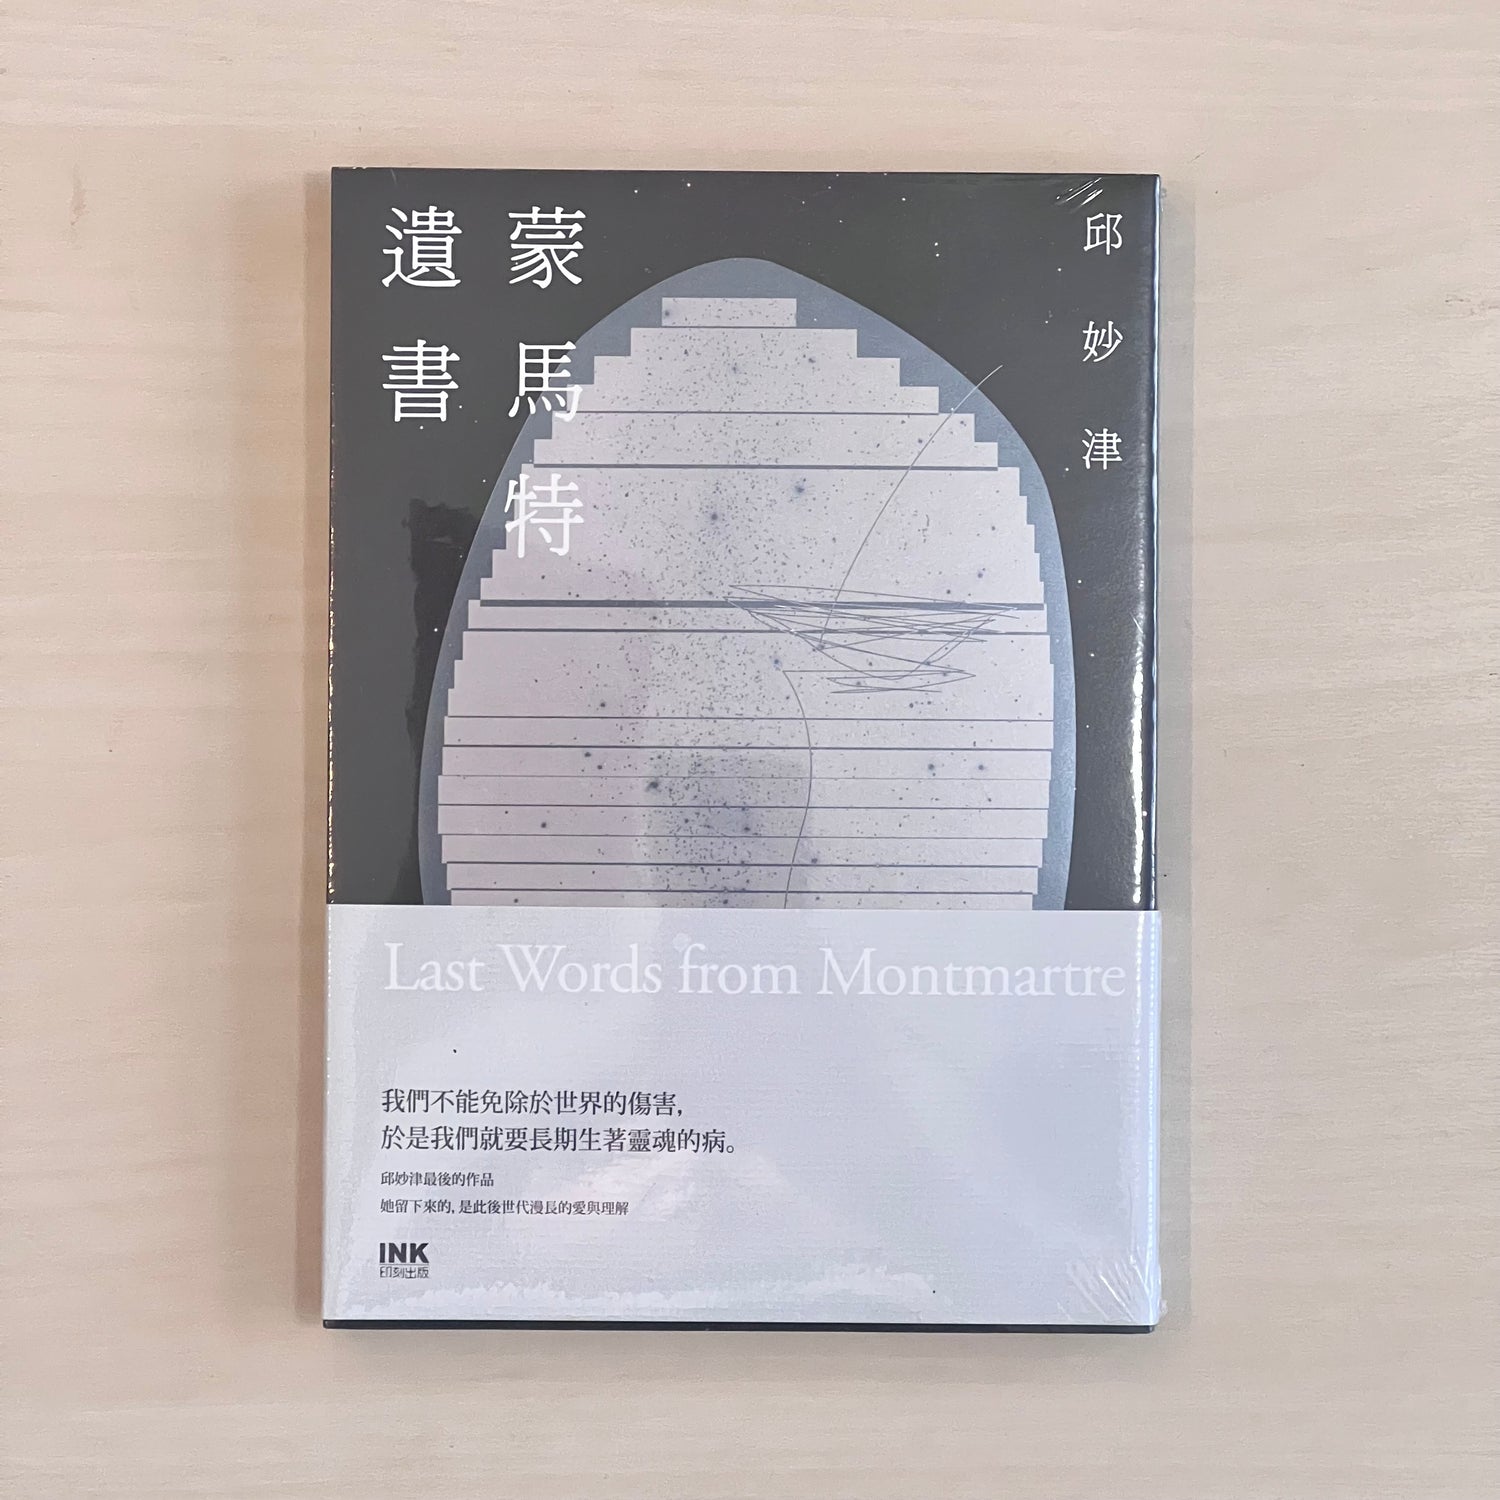 蒙馬特
遺書
邱妙津
Last Words from Montmartre
我們不能免除於世界的傷害，
於是我們就要長期生著靈魂的病。
邱妙津最後的作品
她留下來的，是此後世代漫長的愛與理解
INK
印刻出版